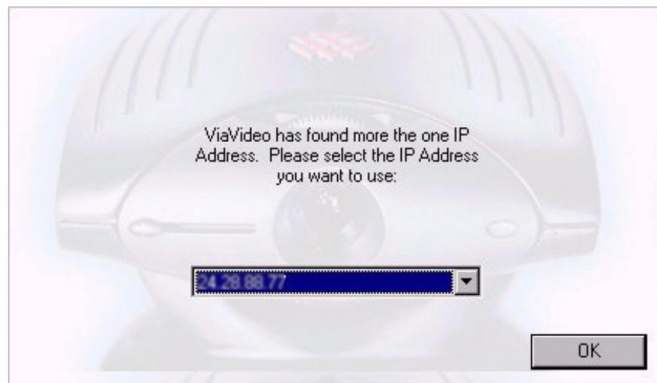 ViaVideo has found more the one IP
Address. Please select the IP Address
you want to use:
24.28.88.77
OK